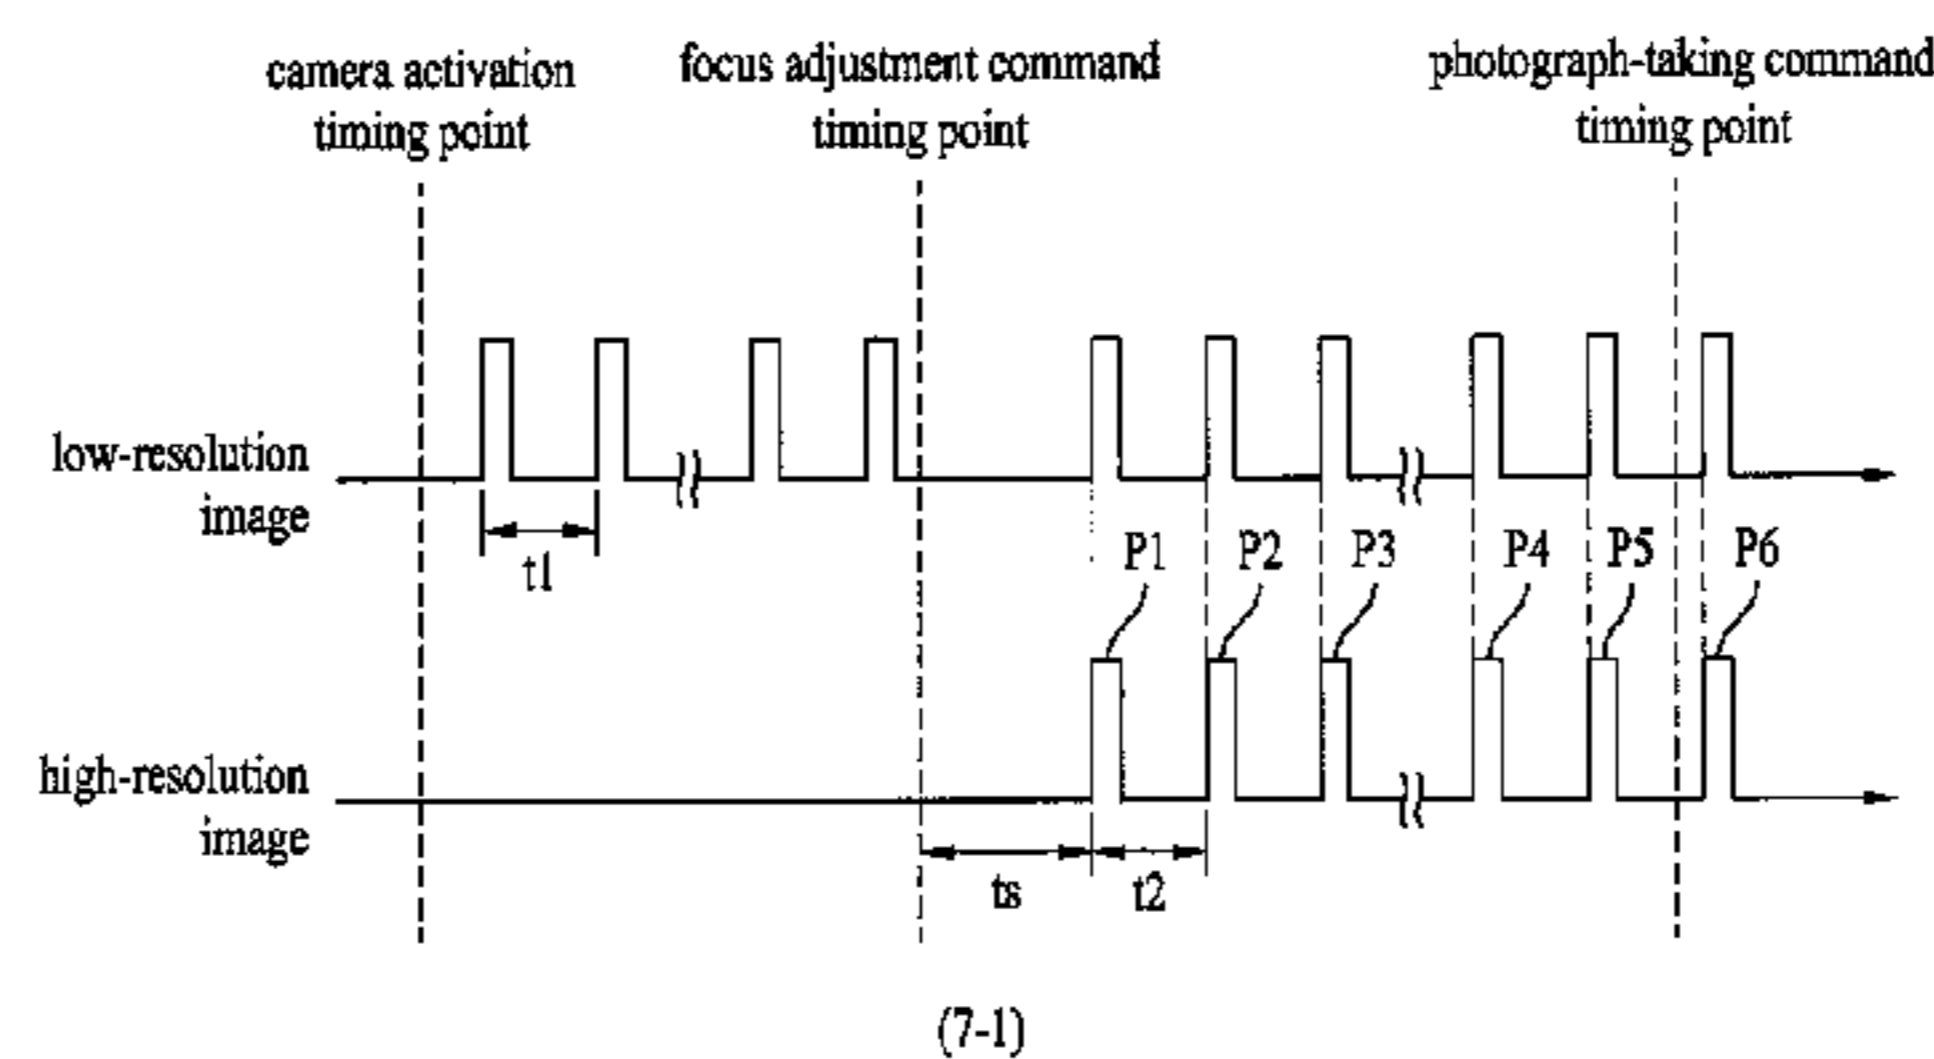 camera activation
timing point
focus adjustment command
timing point
photograph-taking command
timing point
low-resolution
image
t1
P1
P2
P3
P4
P5
P6
high-resolution
image
ts
t2
(7-1)